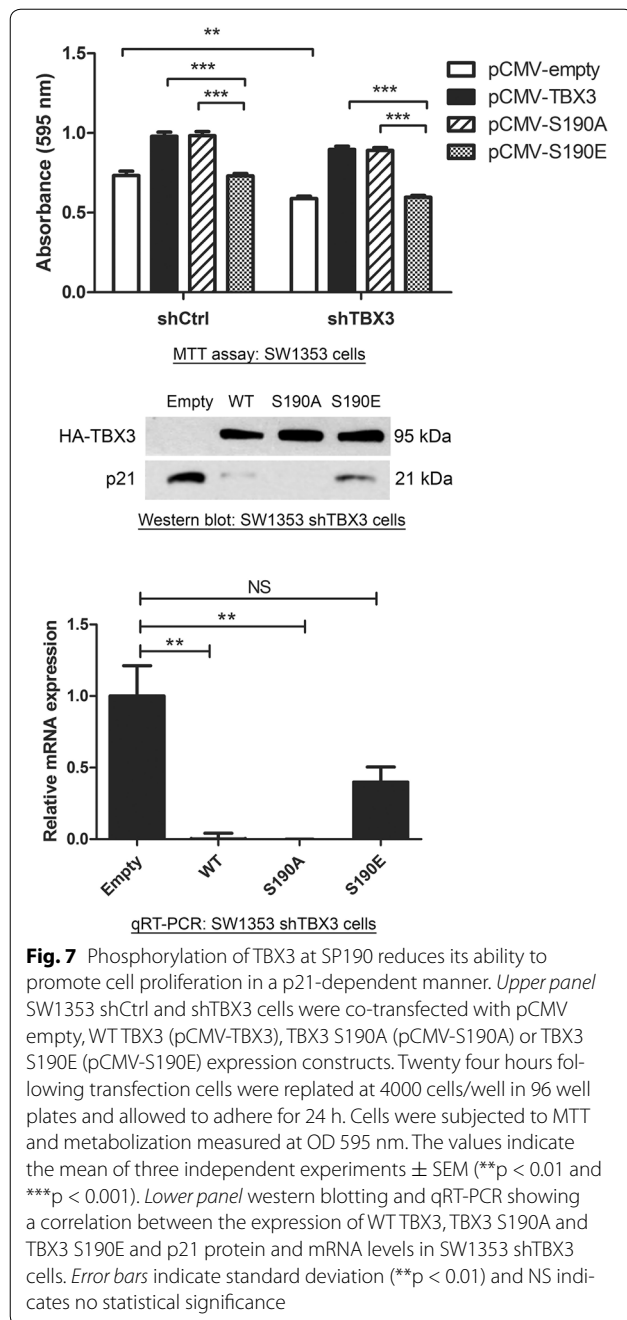 **
1.5
***
***
***
***
pCMV-empty
pCMV-TBX3
pCMV-S190A
pCMV-S190E
1.0
0.5
0.0
Absorbance (595 nm)
shCtrl
shTBX3
MTT assay: SW1353 cells
Empty WT S190A S190E
HA-TBX3
95 kDa
p21
21 kDa
Western blot: SW1353 shTBX3 cells
NS
**
**
1.5
1.0
0.5
0.0
Relative mRNA expression
Empty
WT
S190A
S190E
qRT-PCR: SW1353 shTBX3 cells
Fig. 7 Phosphorylation of TBX3 at SP190 reduces its ability to
promote cell proliferation in a p21-dependent manner. Upper panel
SW1353 shCtrl and shTBX3 cells were co-transfected with pCMV
empty, WT TBX3 (pCMV-TBX3), TBX3 S190A (pCMV-S190A) or TBX3
S190E (pCMV-S190E) expression constructs. Twenty four hours fol-
lowing transfection cells were replated at 4000 cells/well in 96 well
plates and allowed to adhere for 24 h. Cells were subjected to MTT
and metabolization measured at OD 595 nm. The values indicate
the mean of three independent experiments ± SEM (**p < 0.01 and
***p < 0.001). Lower panel western blotting and qRT-PCR showing
a correlation between the expression of WT TBX3, TBX3 S190A and
TBX3 S190E and p21 protein and mRNA levels in SW1353 shTBX3
cells. Error bars indicate standard deviation (**p < 0.01) and NS indi-
cates no statistical significance